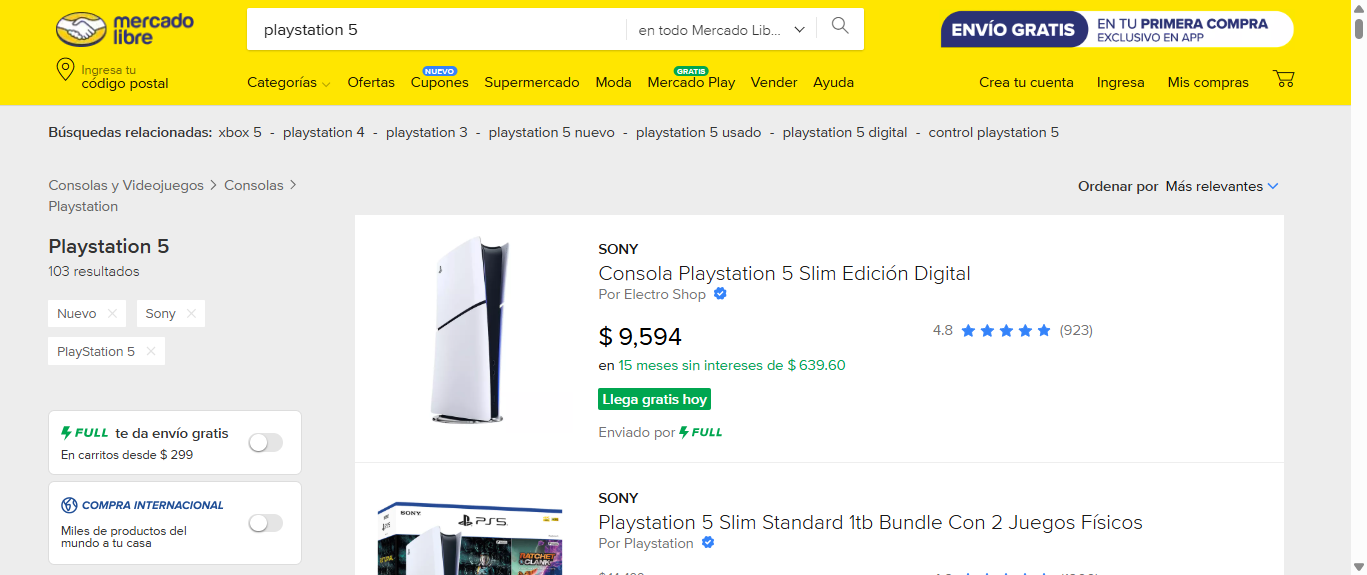 mercado
libre
playstation 5
en todo Mercado Lib...
ENVÍO GRATIS
EN TU PRIMERA COMPRA
EXCLUSIVO EN APP
Ingresa tu
código postal
NUEVO
GRATIS
Categorías Ofertas Cupones Supermercado Moda Mercado Play Vender Ayuda
Crea tu cuenta Ingresa Mis compras
Búsquedas relacionadas: xbox 5 - playstation 4 - playstation 3 - playstation 5 nuevo - playstation 5 usado - playstation 5 digital - control playstation 5
Consolas y Videojuegos > Consolas >
Playstation
Ordenar por Más relevantes
Playstation 5
103 resultados
Nuevo
Sony
PlayStation 5
FULL te da envío gratis
En carritos desde $ 299
COMPRA INTERNACIONAL
Miles de productos del
mundo a tu casa
SONY
Consola Playstation 5 Slim Edición Digital
Por Electro Shop
$ 9,594
4.8 (923)
en 15 meses sin intereses de $ 639.60
Llega gratis hoy
Enviado por FULL
SONY
PS5
RATCHET
CLANK
SONY
Playstation 5 Slim Standard 1tb Bundle Con 2 Juegos Físicos
Por Playstation